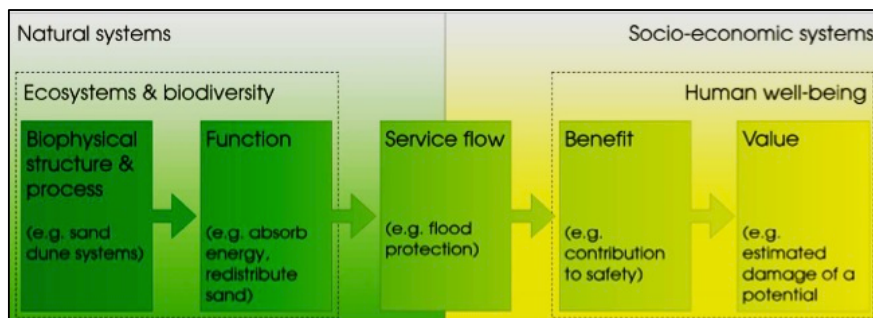 Natural systems
Socio-economic systems
Ecosystems & biodiversity
Human well-being
Biophysical
structure &
process
(e.g. sand
dune systems)
Function
(e.g. absorb
energy,
redistribute
sand)
Service flow
(e.g. flood
protection)
Benefit
(e.g.
contribution
to safety)
Value
(e.g.
estimated
damage of a
potential